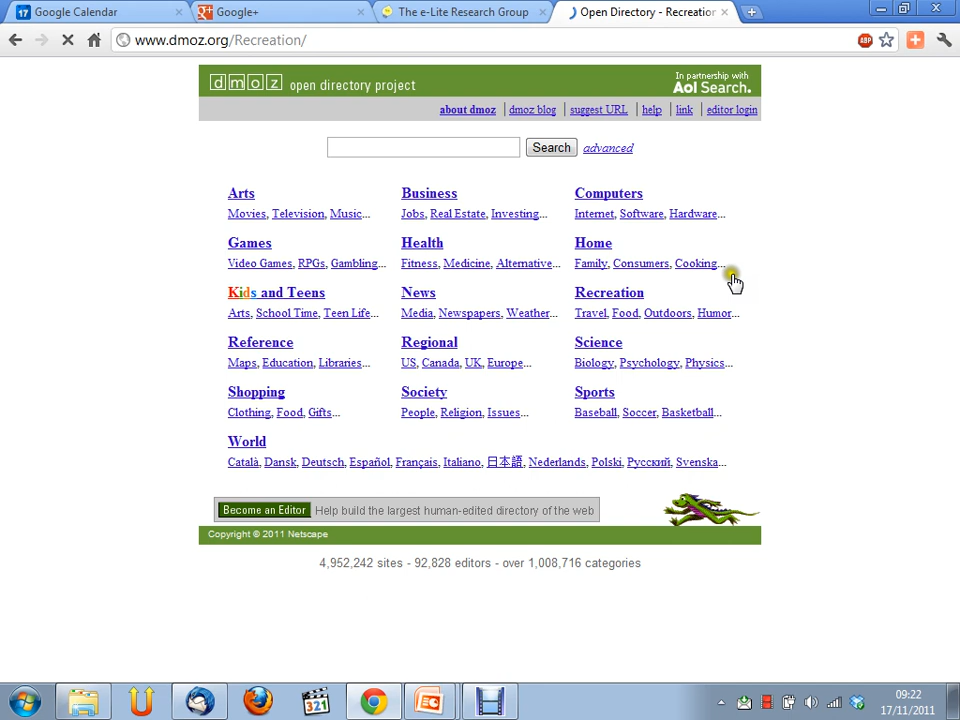 17 Google Calendar × Google+ × The e-Lite Research Group × Open Directory - Recreation ×
www.dmoz.org/Recreation/ ABP
dmoz open directory project In partnership with
Aol Search.
about dmoz | dmoz blog | suggest URL | help | link | editor login
Search advanced
Arts Business Computers
Movies, Television, Music... Jobs, Real Estate, Investing... Internet, Software, Hardware...
Games Health Home
Video Games, RPGs, Gambling... Fitness, Medicine, Alternative... Family, Consumers, Cooking...
Kids and Teens News Recreation
Arts, School Time, Teen Life... Media, Newspapers, Weather... Travel, Food, Outdoors, Humor...
Reference Regional Science
Maps, Education, Libraries... US, Canada, UK, Europe... Biology, Psychology, Physics...
Shopping Society Sports
Clothing, Food, Gifts... People, Religion, Issues... Baseball, Soccer, Basketball...
World
Català, Dansk, Deutsch, Español, Français, Italiano, 日本語, Nederlands, Polski, Русский, Svenska...
Become an Editor Help build the largest human-edited directory of the web
Copyright © 2011 Netscape
4,952,242 sites - 92,828 editors - over 1,008,716 categories
321 09:22
17/11/2011